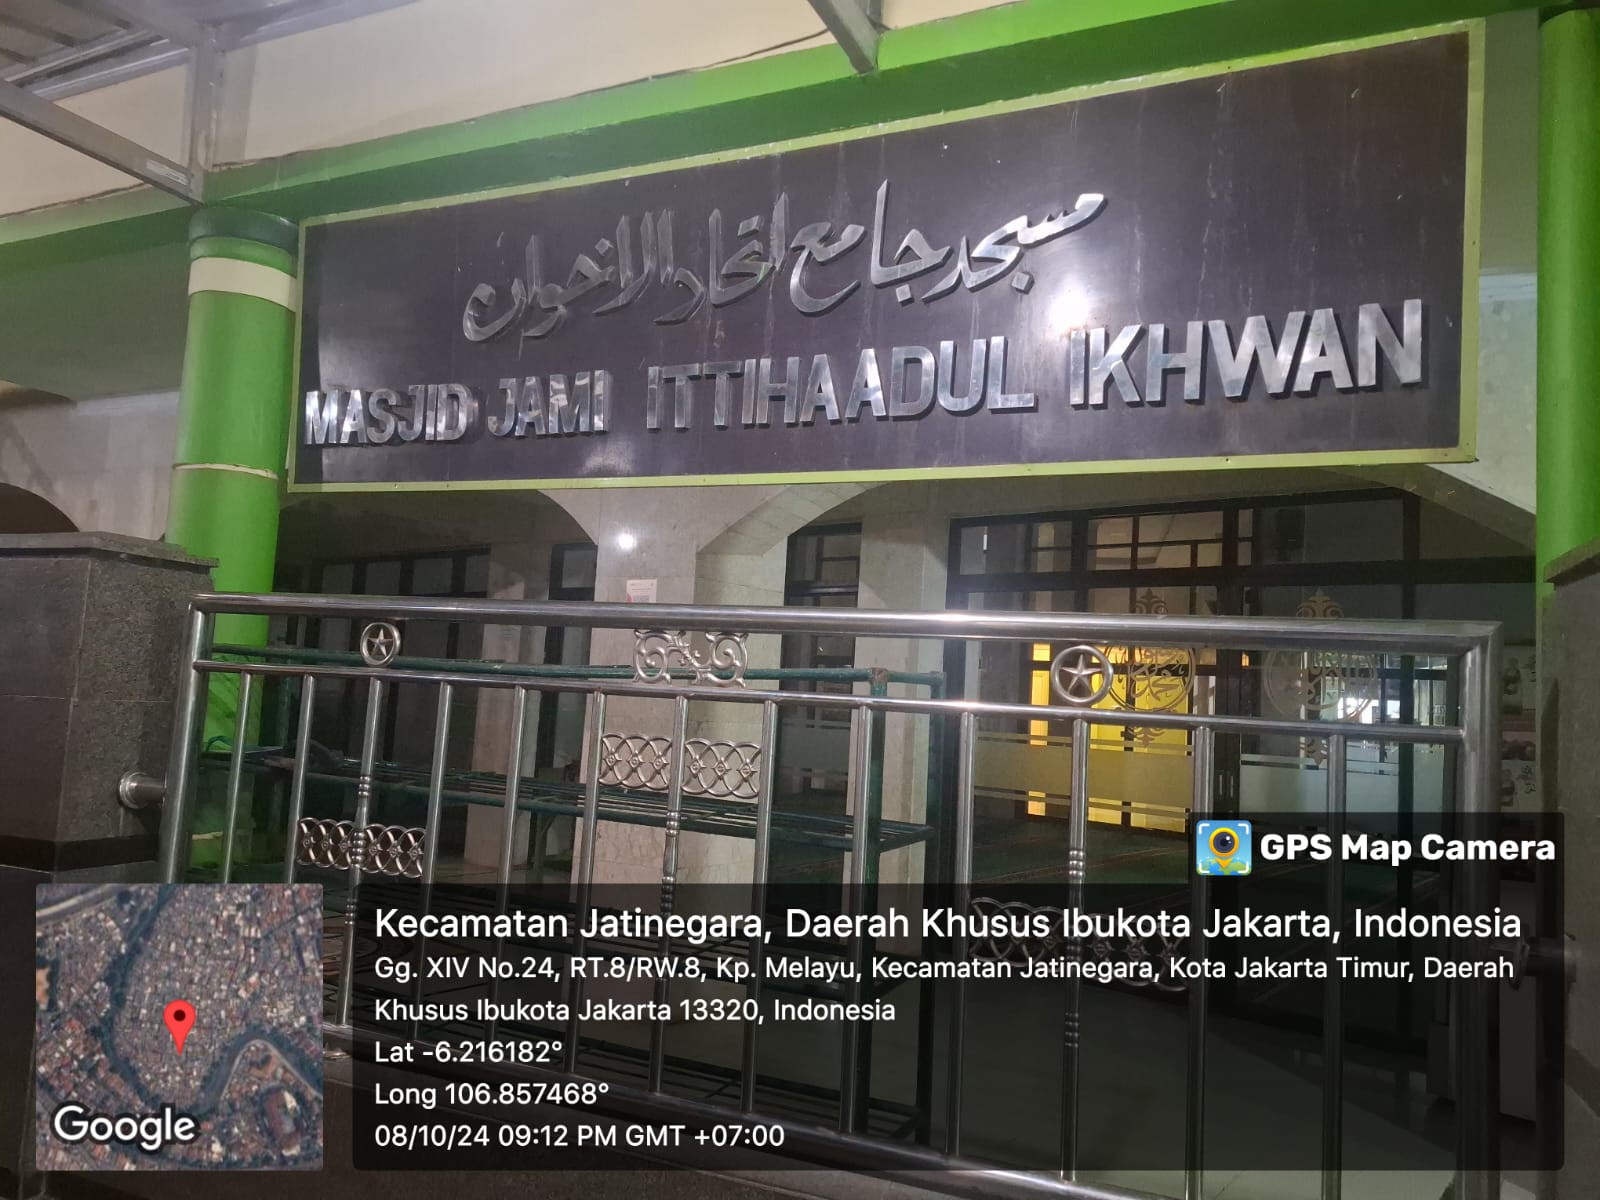 مسجد جامع اتحاد الاخوان
MASJID JAMI ITTIHAADUL IKHWAN
GPS Map Camera
Kecamatan Jatinegara, Daerah Khusus Ibukota Jakarta, Indonesia
Gg. XIV No.24, RT.8/RW.8, Kp. Melayu, Kecamatan Jatinegara, Kota Jakarta Timur, Daerah
Khusus Ibukota Jakarta 13320, Indonesia
Lat -6.216182°
Long 106.857468°
08/10/24 09:12 PM GMT +07:00
Google